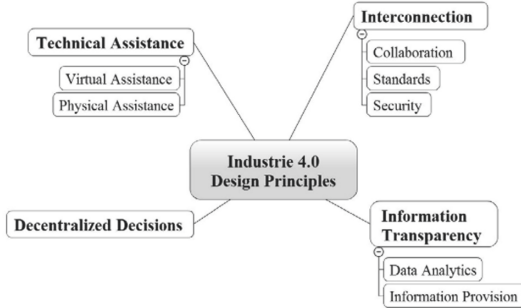 Technical Assistance
Virtual Assistance
Physical Assistance
Interconnection
Collaboration
Standards
Security
Industrie 4.0
Design Principles
Decentralized Decisions
Information
Transparency
Data Analytics
Information Provision